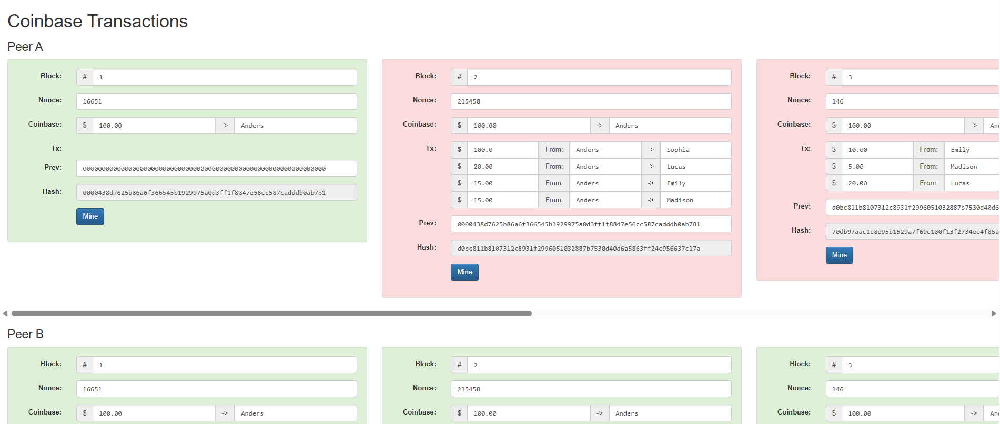 Coinbase Transactions
Peer A
Block: # 1
Nonce: 16651
Coinbase: $ 100.00 -> Anders
Tx:
Prev: 0000000000000000000000000000000000000000000000000000000000000000
Hash: 0000438d7625b86a6f366545b1929975a0d3ff1f8847e56cc587cadddb0ab781
Mine
Block: # 2
Nonce: 215458
Coinbase: $ 100.00 -> Anders
Tx: $ 100.0 From: Anders -> Sophia
$ 20.00 From: Anders -> Lucas
$ 15.00 From: Anders -> Emily
$ 15.00 From: Anders -> Madison
Prev: 0000438d7625b86a6f366545b1929975a0d3ff1f8847e56cc587cadddb0ab781
Hash: d0bc811b8107312c8931f2996051032887b7530d40d6a5863ff24c956637c17a
Mine
Block: # 3
Nonce: 146
Coinbase: $ 100.00 -> An
Tx: $ 10.00 From: Emily
$ 5.00 From: Madison
$ 20.00 From: Lucas
Prev: d0bc811b8107312c8931f2996051032887b7530d40d6
Hash: 70db97aac1e8e95b1529a7f69e180f13f2734ee4f85a
Mine
Peer B
Block: # 1
Nonce: 16651
Coinbase: $ 100.00 -> Anders
Block: # 2
Nonce: 215458
Coinbase: $ 100.00 -> Anders
Block: # 3
Nonce: 146
Coinbase: $ 100.00 -> An